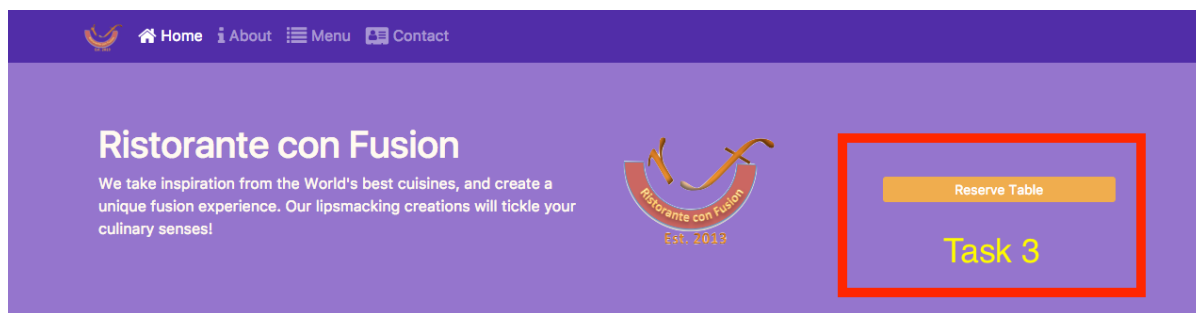 Home About Menu Contact
Ristorante con Fusion
We take inspiration from the World's best cuisines, and create a
unique fusion experience. Our lipsmacking creations will tickle your
culinary senses!
Ristorante con Fusion
Est. 2019
Reserve Table
Task 3